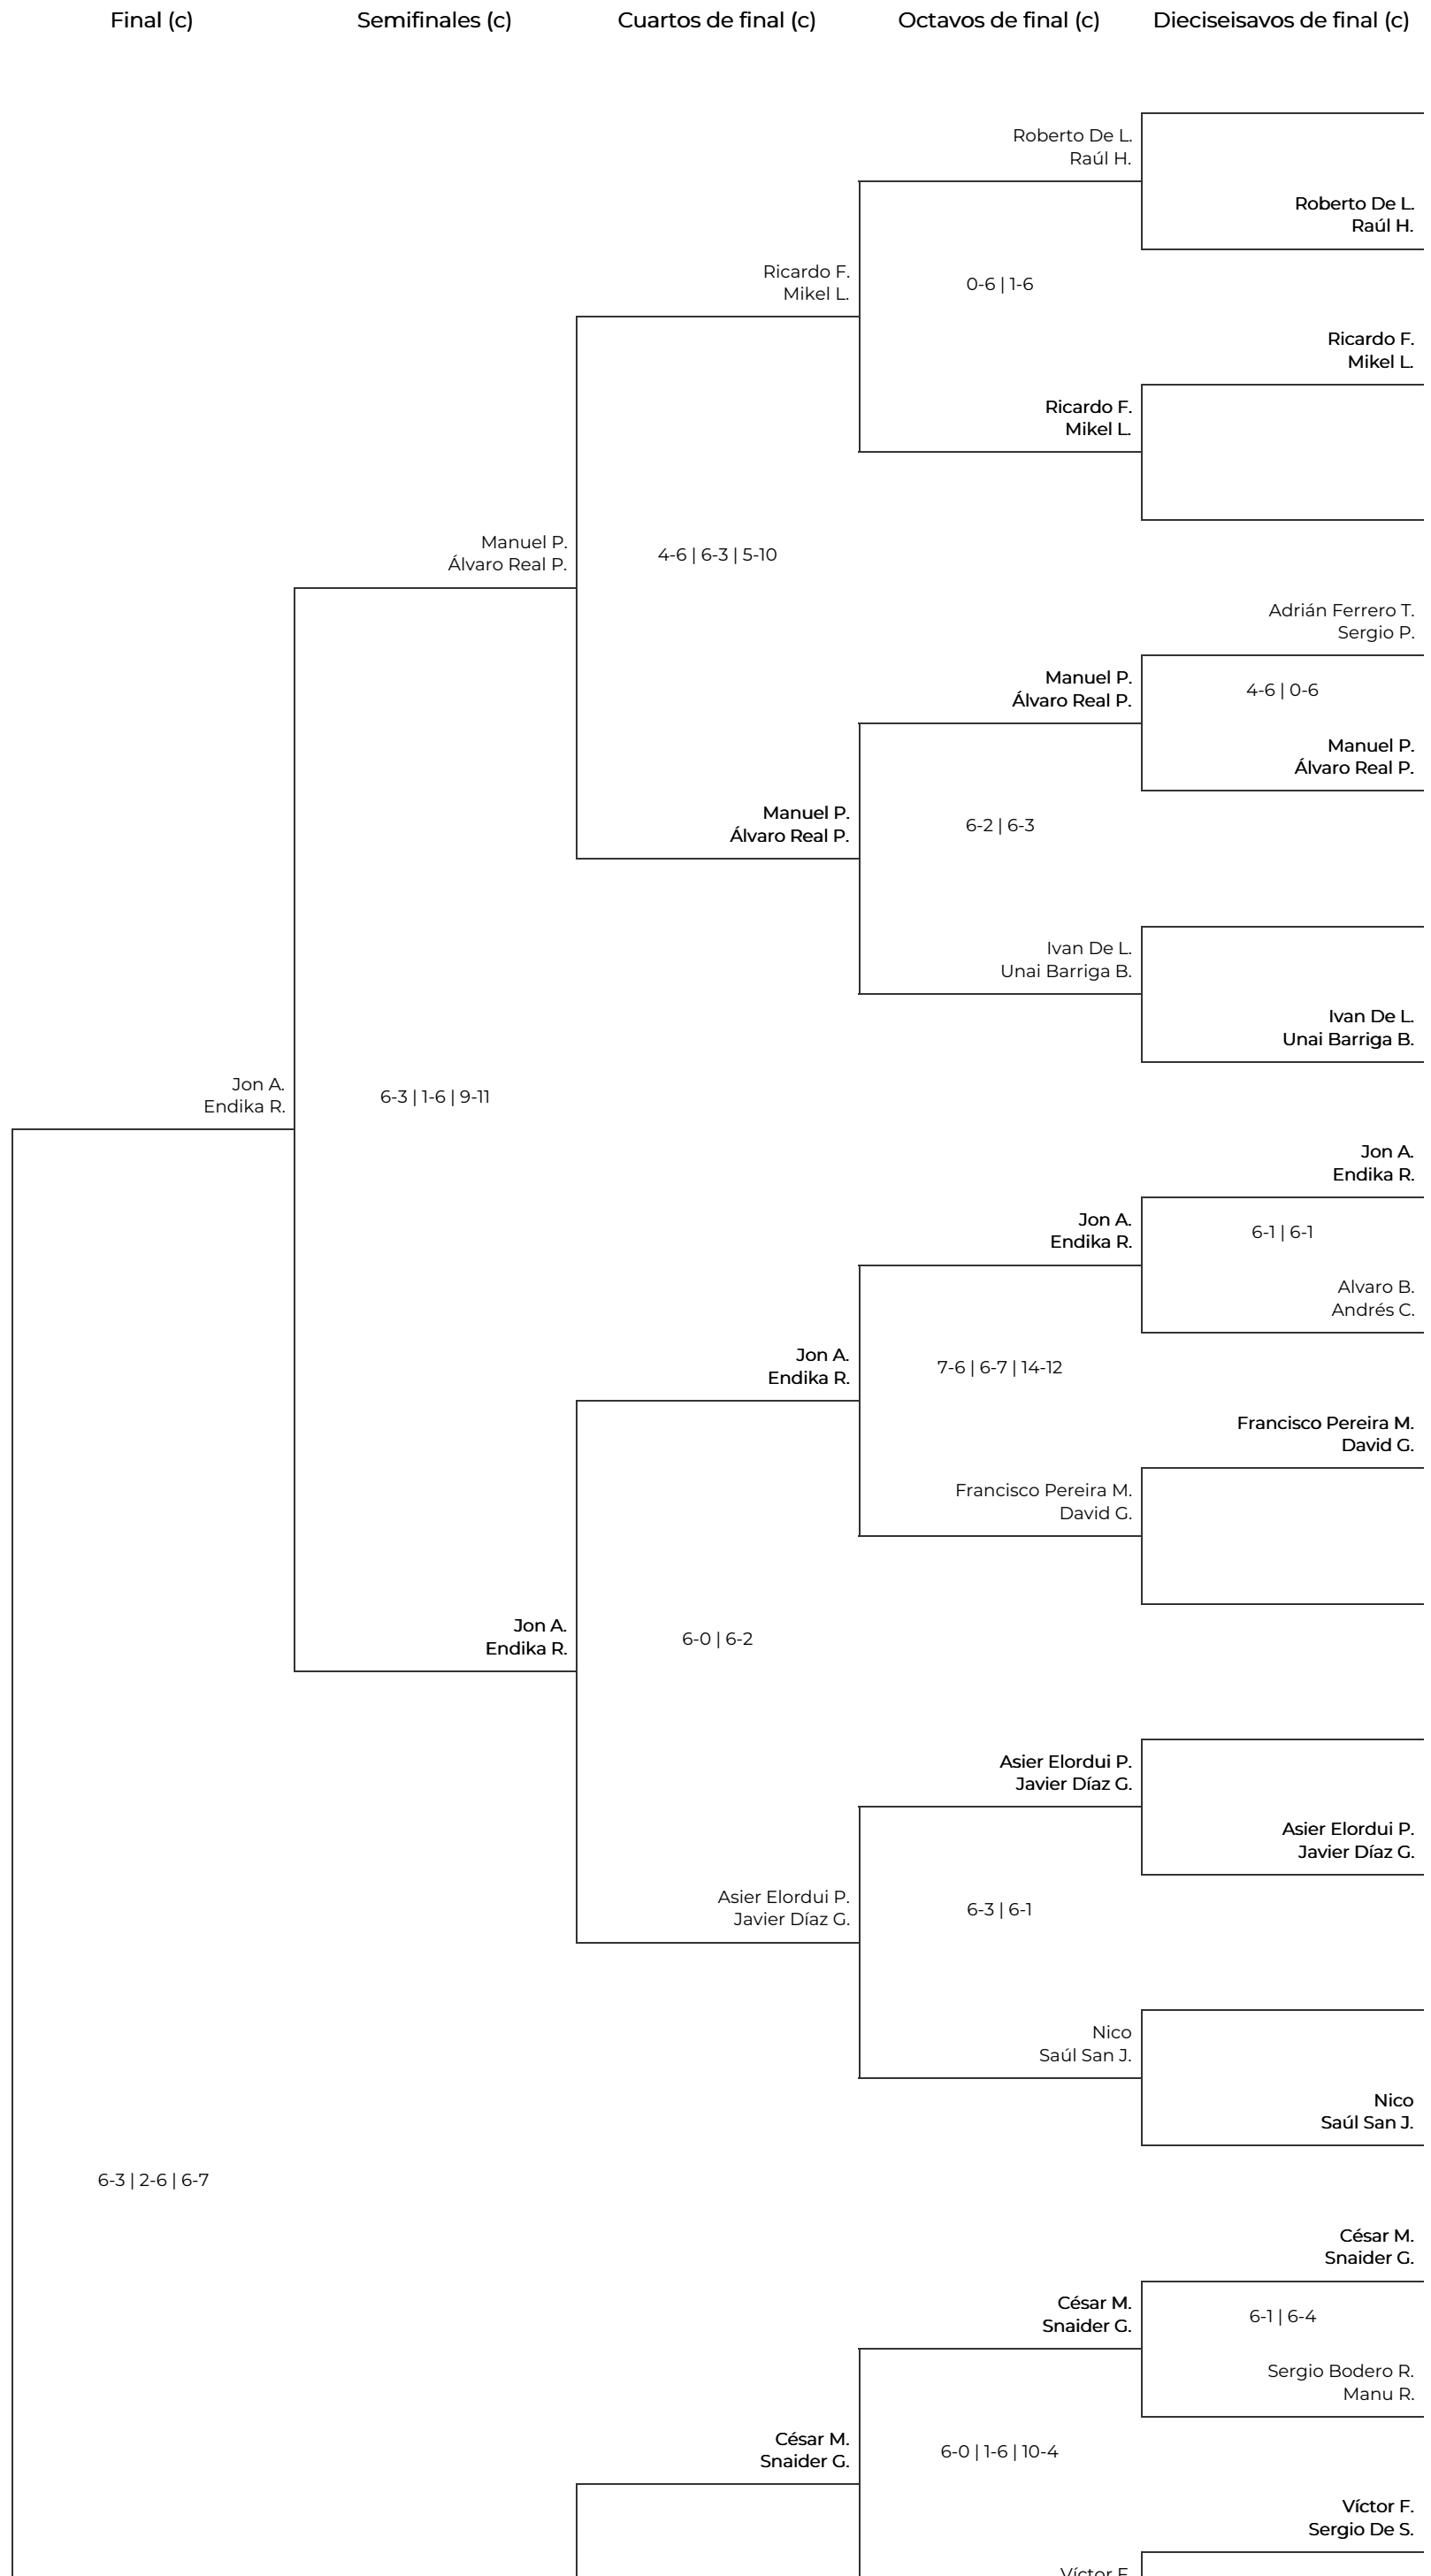 Final (c)
Semifinales (c)
Cuartos de final (c)
Octavos de final (c)
Dieciseisavos de final (c)
Roberto De L.
Raúl H.
Roberto De L.
Raúl H.
Ricardo F.
Mikel L.
0-6 | 1-6
Ricardo F.
Mikel L.
Ricardo F.
Mikel L.
Manuel P.
Álvaro Real P.
4-6 | 6-3 | 5-10
Adrián Ferrero T.
Sergio P.
Manuel P.
Álvaro Real P.
4-6 | 0-6
Manuel P.
Álvaro Real P.
Manuel P.
Álvaro Real P.
6-2 | 6-3
Ivan De L.
Unai Barriga B.
Ivan De L.
Unai Barriga B.
Jon A.
Endika R.
6-3 | 1-6 | 9-11
Jon A.
Endika R.
Jon A.
Endika R.
6-1 | 6-1
Alvaro B.
Andrés C.
Jon A.
Endika R.
7-6 | 6-7 | 14-12
Francisco Pereira M.
David G.
Francisco Pereira M.
David G.
Jon A.
Endika R.
6-0 | 6-2
Asier Elordui P.
Javier Díaz G.
Asier Elordui P.
Javier Díaz G.
Asier Elordui P.
Javier Díaz G.
6-3 | 6-1
Nico
Saúl San J.
Nico
Saúl San J.
6-3 | 2-6 | 6-7
César M.
Snaider G.
César M.
Snaider G.
6-1 | 6-4
Sergio Bodero R.
Manu R.
César M.
Snaider G.
6-0 | 1-6 | 10-4
Víctor F.
Sergio De S.
Víctor F.